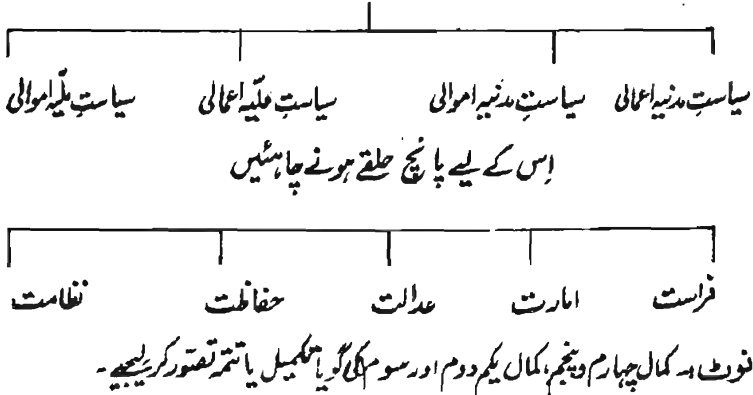 سیاستِ مدنیہ اعمالی سیاستِ مدنیہ اموالی سیاستِ ملّیہ اعمالی سیاستِ ملّیہ اموالی
اِس کے لیے پانچ حلقے ہونے چاہئیں
فراست امارت عدالت حفاظت نظامت
نوٹ :۔ کمال چہارم و پنجم، کمال یکم دوم اور سوم کی گویا تکمیل یا تتمہ تصّور کر لیجیے ۔